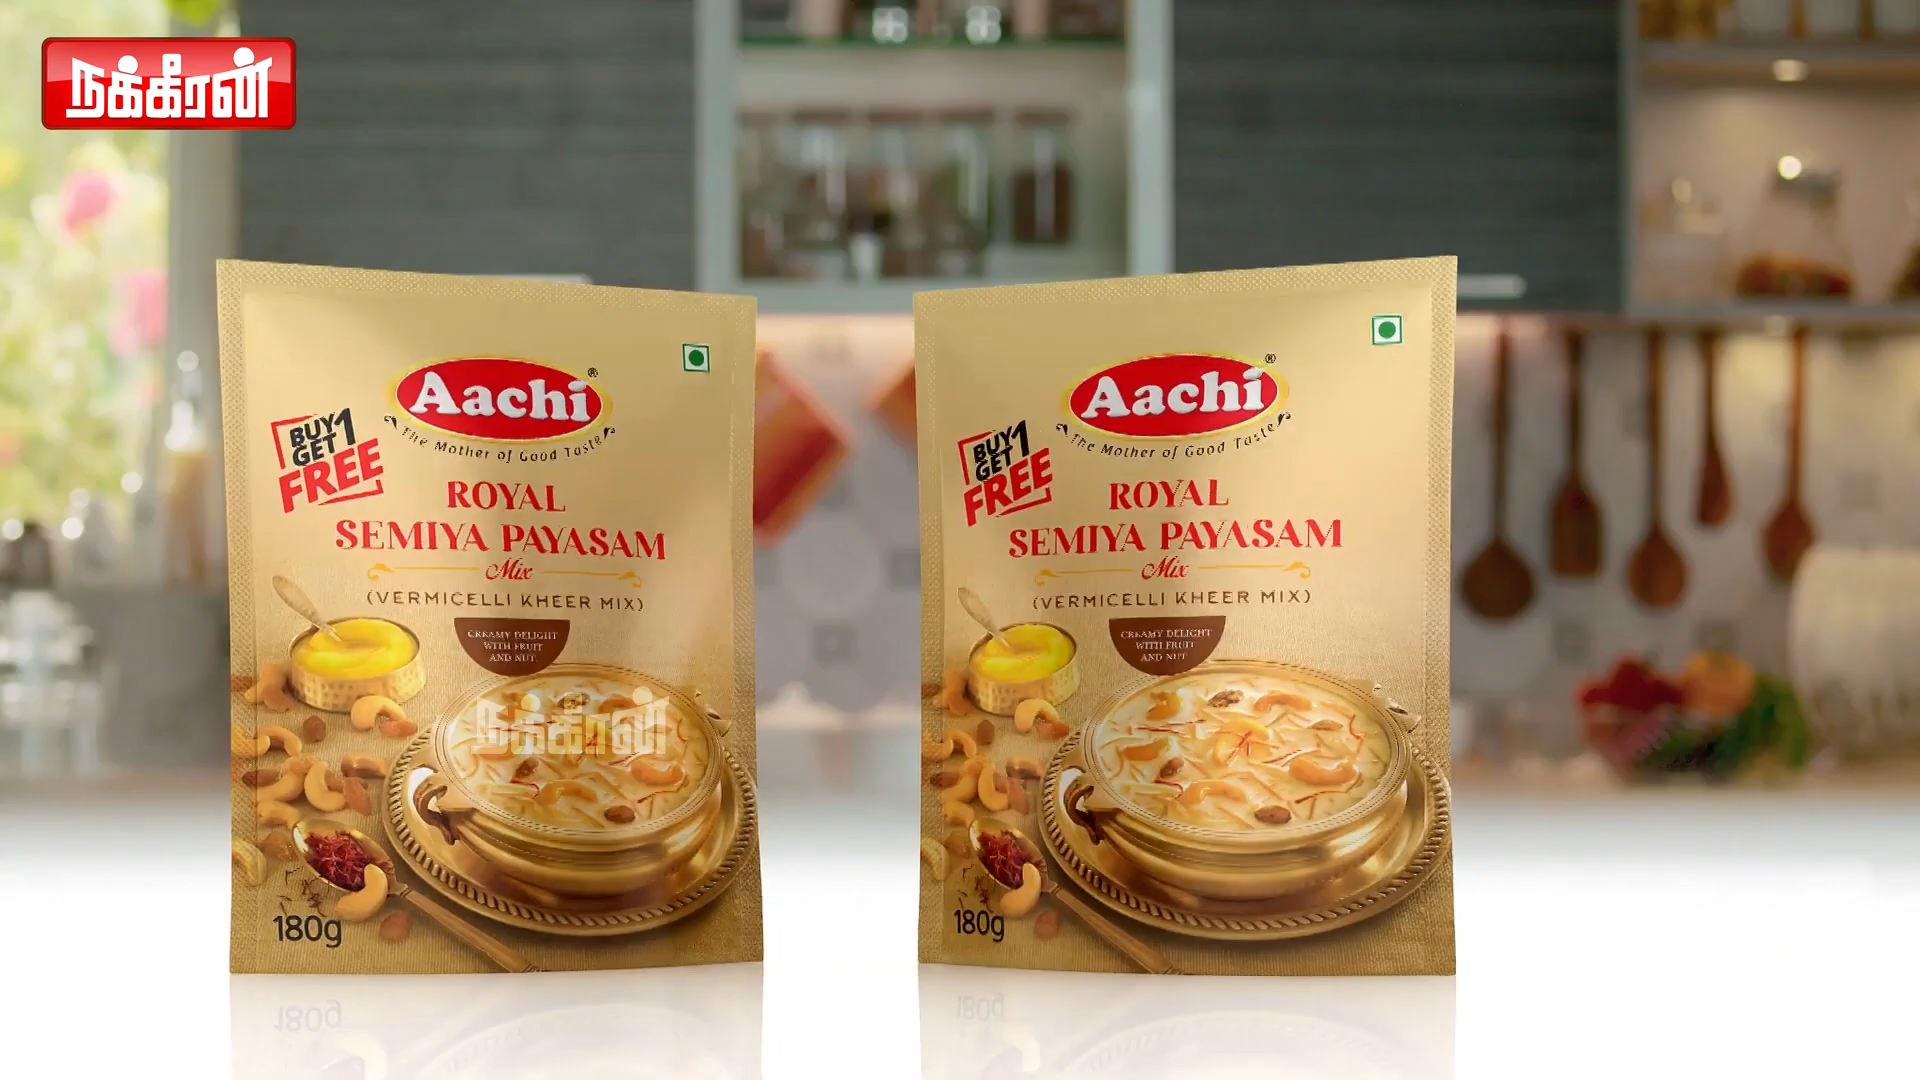 நக்கீரன்
Aachi®
The Mother of Good Taste
BUY 1
GET
FREE
ROYAL
SEMIYA PAYASAM
Mix
(VERMICELLI KHEER MIX)
CREAMY DELIGHT
WITH FRUIT
AND NUT
நக்கீரன்
180g
Aachi®
The Mother of Good Taste
BUY 1
GET
FREE
ROYAL
SEMIYA PAYASAM
Mix
(VERMICELLI KHEER MIX)
CREAMY DELIGHT
WITH FRUIT
AND NUT
180g